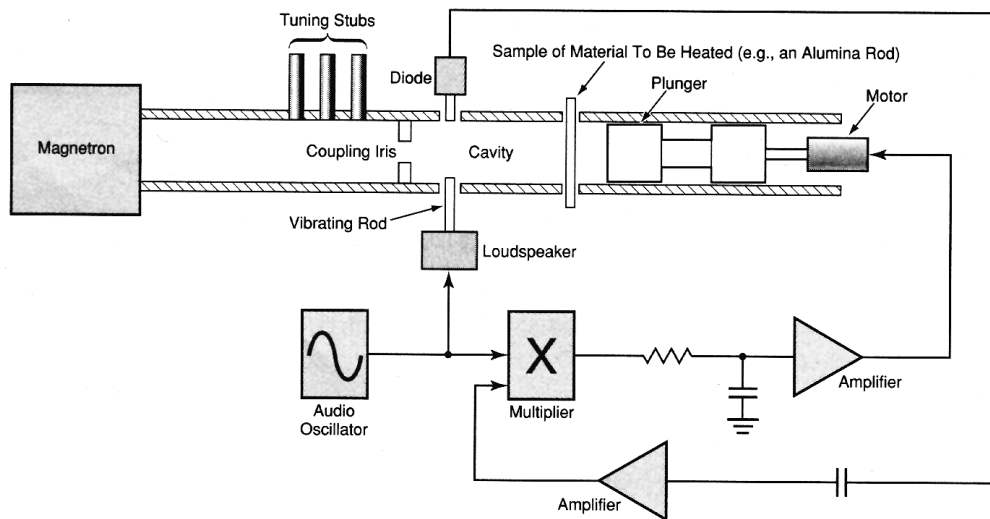 Tuning Stubs
Sample of Material To Be Heated (e.g., an Alumina Rod)
Diode
Plunger
Motor
Magnetron
Coupling Iris
Cavity
Vibrating Rod
Loudspeaker
X
Amplifier
Audio
Oscillator
Multiplier
Amplifier